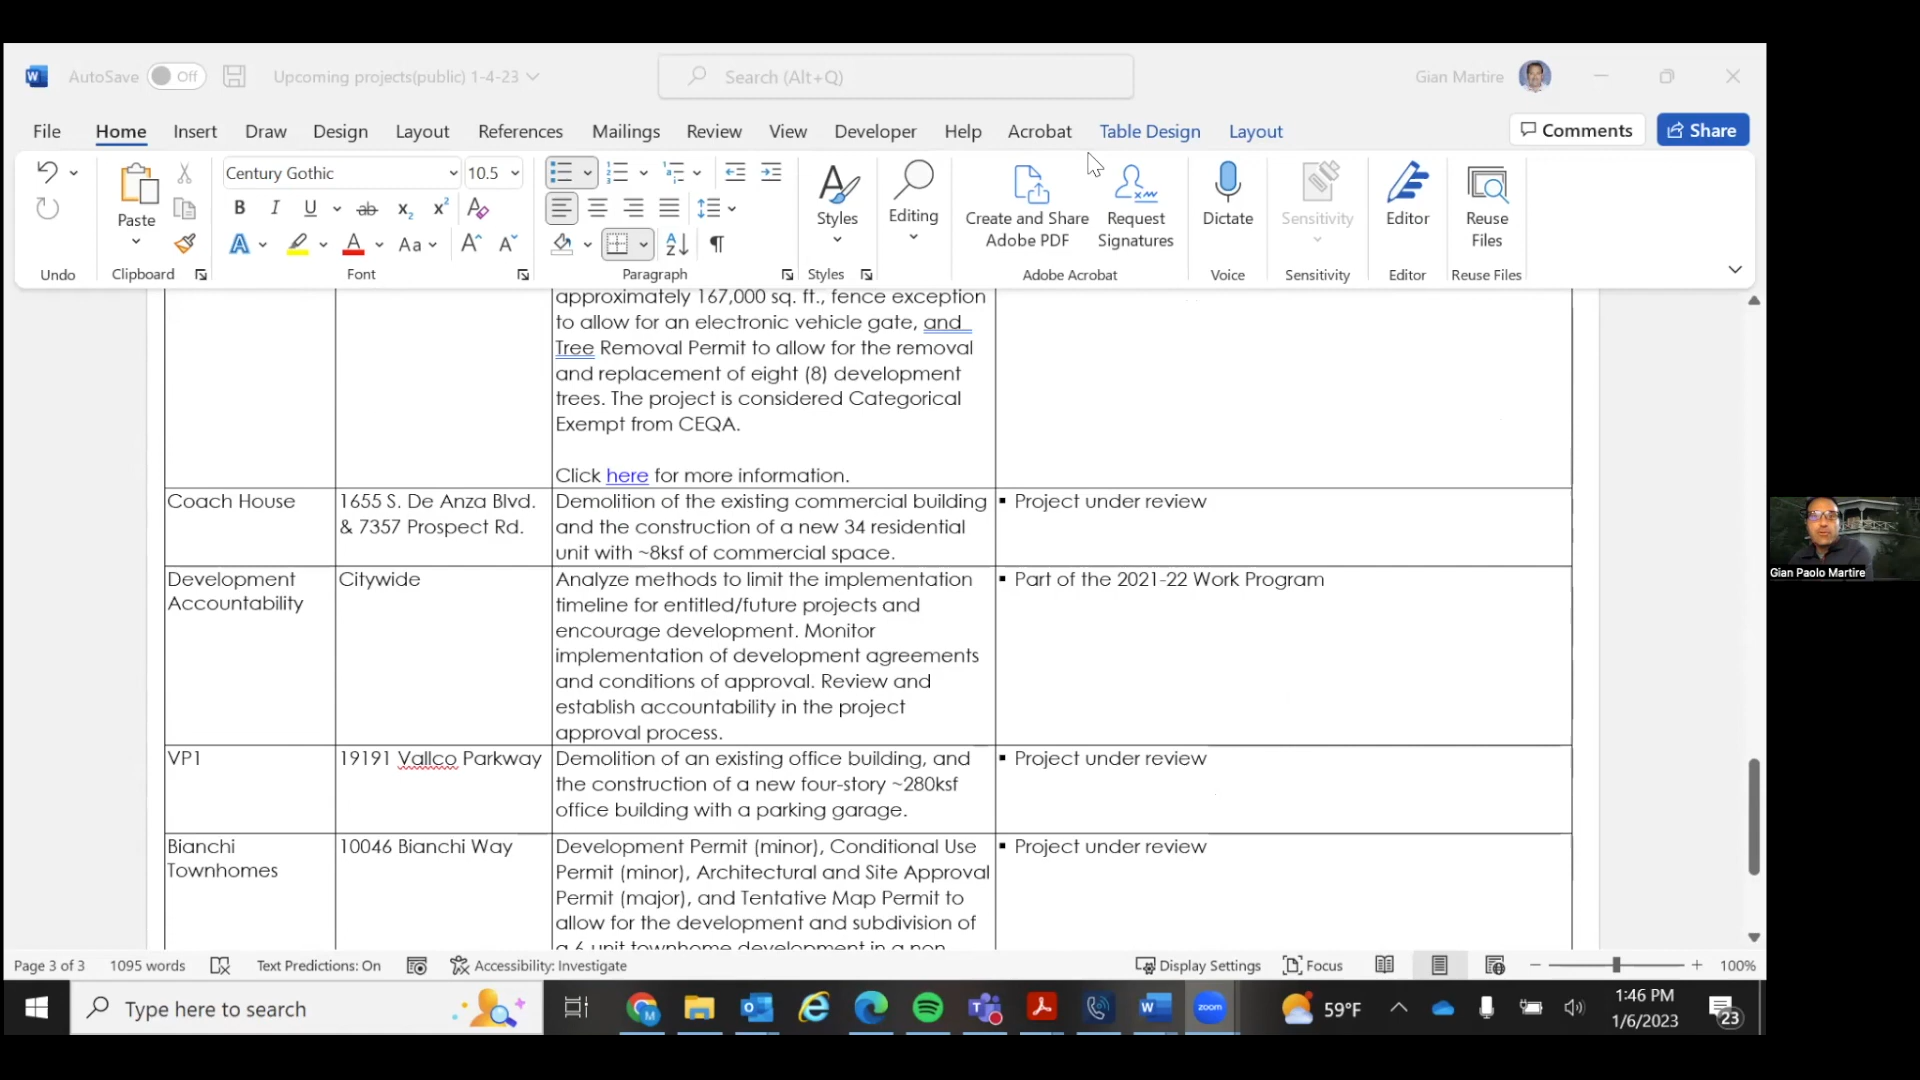 AutoSave Off Upcoming projects(public) 1-4-23 Search (Alt+Q) Gian Martire
File Home Insert Draw Design Layout References Mailings Review View Developer Help Acrobat Table Design Layout Comments Share
Century Gothic 10.5
Paste Styles Editing Create and Share Adobe PDF Request Signatures Dictate Sensitivity Editor Reuse Files
B I U ab x2 x2 A
A A Aa A A
Undo Clipboard Font Paragraph Styles Adobe Acrobat Voice Sensitivity Editor Reuse Files
approximately 167,000 sq. ft., fence exception
to allow for an electronic vehicle gate, and
Tree Removal Permit to allow for the removal
and replacement of eight (8) development
trees. The project is considered Categorical
Exempt from CEQA.
Click here for more information.
Coach House
1655 S. De Anza Blvd.
& 7357 Prospect Rd.
Demolition of the existing commercial building
and the construction of a new 34 residential
unit with ~8ksf of commercial space.
▪ Project under review
Development
Accountability
Citywide
Analyze methods to limit the implementation
timeline for entitled/future projects and
encourage development. Monitor
implementation of development agreements
and conditions of approval. Review and
establish accountability in the project
approval process.
▪ Part of the 2021-22 Work Program
VP1
19191 Vallco Parkway
Demolition of an existing office building, and
the construction of a new four-story ~280ksf
office building with a parking garage.
▪ Project under review
Bianchi
Townhomes
10046 Bianchi Way
Development Permit (minor), Conditional Use
Permit (minor), Architectural and Site Approval
Permit (major), and Tentative Map Permit to
allow for the development and subdivision of
a 6 unit townhome development in a non
▪ Project under review
Gian Paolo Martire
Page 3 of 3 1095 words Text Predictions: On Accessibility: Investigate Display Settings Focus 100%
Type here to search zoom 59°F 1:46 PM
1/6/2023 23